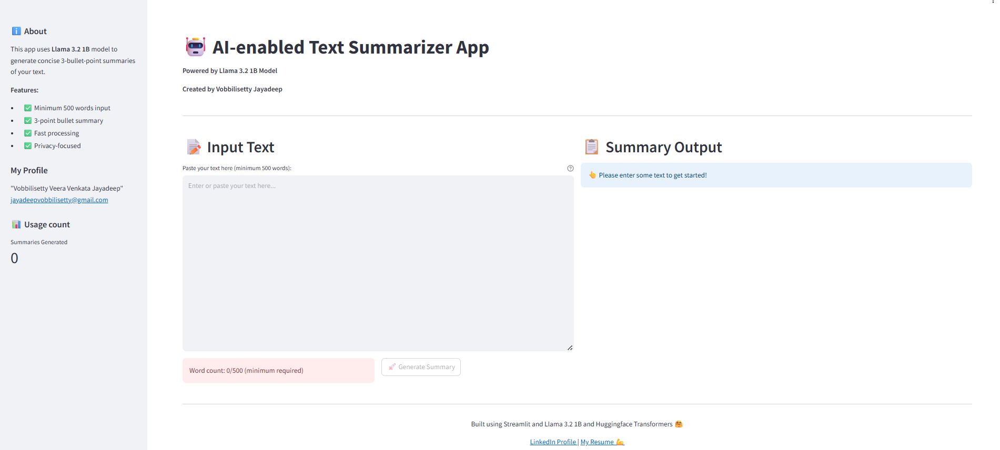 ℹ️ About
This app uses Llama 3.2 1B model to
generate concise 3-bullet-point summaries
of your text.
Features:
• ✅ Minimum 500 words input
• ✅ 3-point bullet summary
• ✅ Fast processing
• ✅ Privacy-focused
My Profile
"Vobbilisetty Veera Venkata Jayadeep"
jayadeepvobbilisetty@gmail.com
📊 Usage count
Summaries Generated
0
🤖 AI-enabled Text Summarizer App
Powered by Llama 3.2 1B Model
Created by Vobbilisetty Jayadeep
📝 Input Text
Paste your text here (minimum 500 words):
Enter or paste your text here...
Word count: 0/500 (minimum required)
🚀 Generate Summary
📋 Summary Output
👆 Please enter some text to get started!
Built using Streamlit and Llama 3.2 1B and Huggingface Transformers 🤗
LinkedIn Profile | My Resume 💪